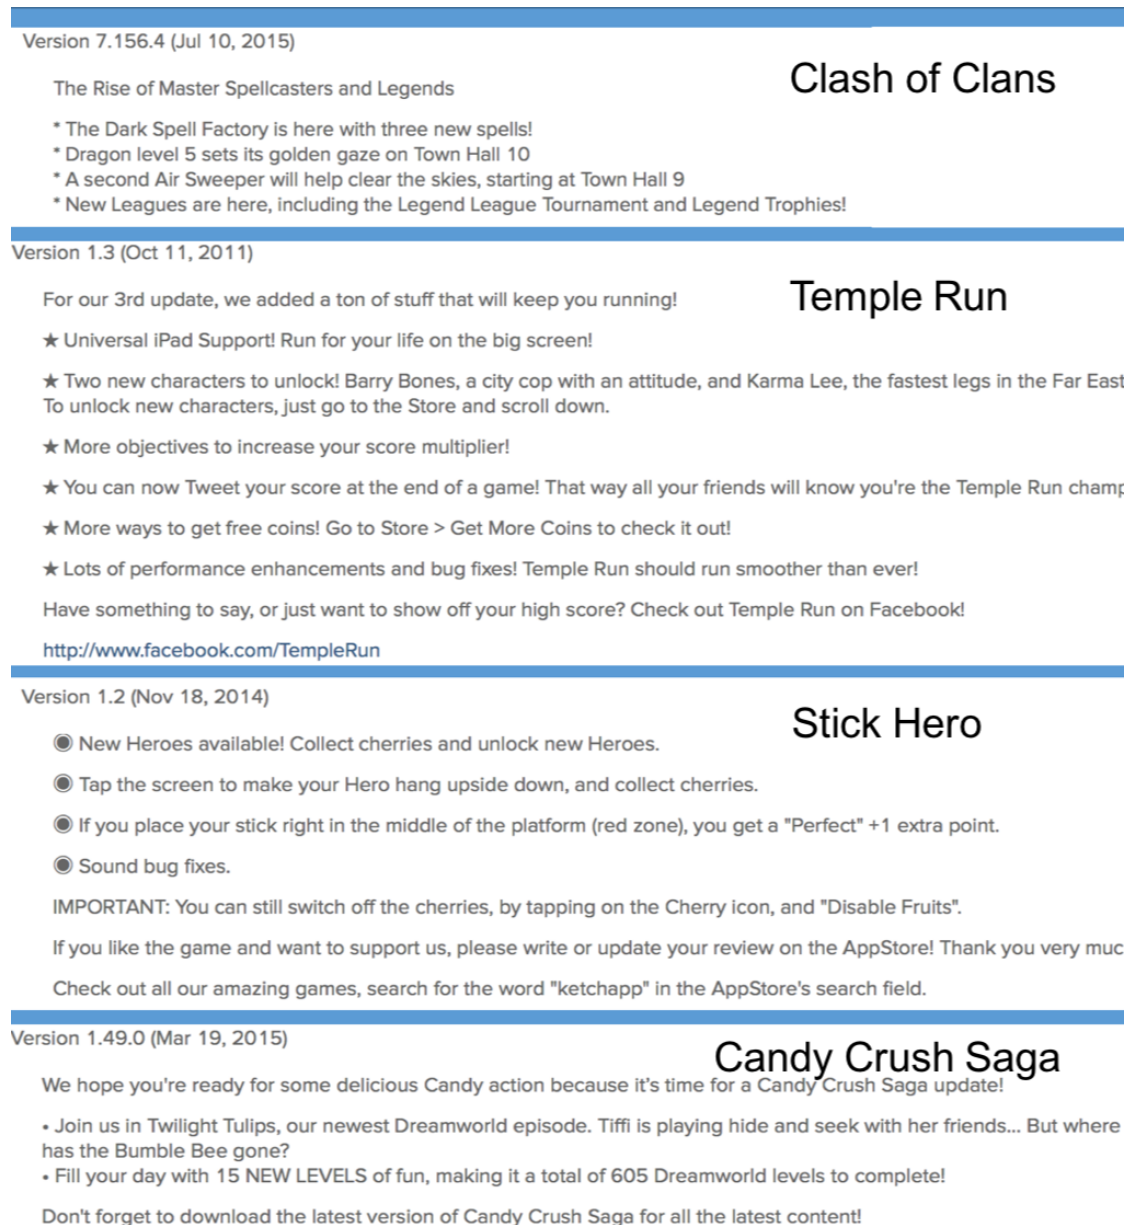 Version 7.156.4 (Jul 10, 2015)
Clash of Clans
The Rise of Master Spellcasters and Legends
* The Dark Spell Factory is here with three new spells!
* Dragon level 5 sets its golden gaze on Town Hall 10
* A second Air Sweeper will help clear the skies, starting at Town Hall 9
* New Leagues are here, including the Legend League Tournament and Legend Trophies!
Version 1.3 (Oct 11, 2011)
Temple Run
For our 3rd update, we added a ton of stuff that will keep you running!
★ Universal iPad Support! Run for your life on the big screen!
★ Two new characters to unlock! Barry Bones, a city cop with an attitude, and Karma Lee, the fastest legs in the Far East
To unlock new characters, just go to the Store and scroll down.
★ More objectives to increase your score multiplier!
★ You can now Tweet your score at the end of a game! That way all your friends will know you're the Temple Run champ
★ More ways to get free coins! Go to Store > Get More Coins to check it out!
★ Lots of performance enhancements and bug fixes! Temple Run should run smoother than ever!
Have something to say, or just want to show off your high score? Check out Temple Run on Facebook!
http://www.facebook.com/TempleRun
Version 1.2 (Nov 18, 2014)
Stick Hero
◉ New Heroes available! Collect cherries and unlock new Heroes.
◉ Tap the screen to make your Hero hang upside down, and collect cherries.
◉ If you place your stick right in the middle of the platform (red zone), you get a "Perfect" +1 extra point.
◉ Sound bug fixes.
IMPORTANT: You can still switch off the cherries, by tapping on the Cherry icon, and "Disable Fruits".
If you like the game and want to support us, please write or update your review on the AppStore! Thank you very muc
Check out all our amazing games, search for the word "ketchapp" in the AppStore's search field.
Version 1.49.0 (Mar 19, 2015)
Candy Crush Saga
We hope you're ready for some delicious Candy action because it's time for a Candy Crush Saga update!
• Join us in Twilight Tulips, our newest Dreamworld episode. Tiffi is playing hide and seek with her friends... But where
has the Bumble Bee gone?
• Fill your day with 15 NEW LEVELS of fun, making it a total of 605 Dreamworld levels to complete!
Don't forget to download the latest version of Candy Crush Saga for all the latest content!